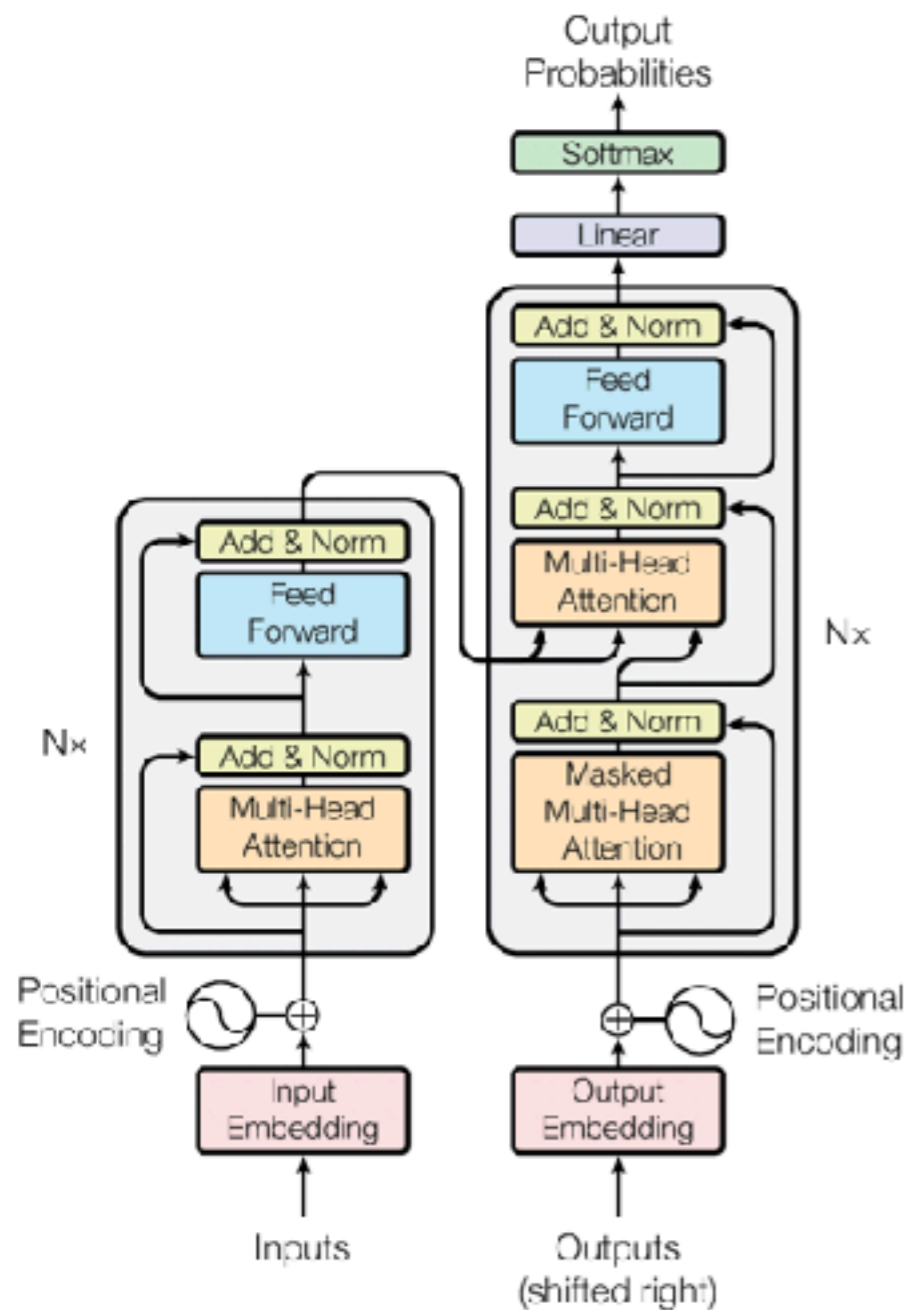 Output
Probabilities
Softmax
Linear
Add & Norm
Feed
Forward
Add & Norm
Multi-Head
Attention
Nx
Add & Norm
Masked
Multi-Head
Attention
Add & Norm
Feed
Forward
Nx
Add & Norm
Multi-Head
Attention
Positional
Encoding
Positional
Encoding
Input
Embedding
Output
Embedding
Inputs
Outputs
(shifted right)